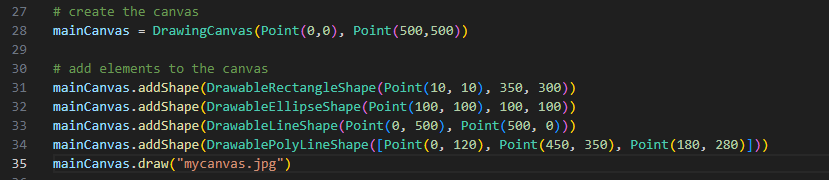 27 # create the canvas
28 mainCanvas = DrawingCanvas(Point(0,0), Point(500,500))
29
30 # add elements to the canvas
31 mainCanvas.addShape(DrawableRectangleShape(Point(10, 10), 350, 300))
32 mainCanvas.addShape(DrawableEllipseShape(Point(100, 100), 100, 100))
33 mainCanvas.addShape(DrawableLineShape(Point(0, 500), Point(500, 0)))
34 mainCanvas.addShape(DrawablePolyLineShape([Point(0, 120), Point(450, 350), Point(180, 280)]))
35 mainCanvas.draw("mycanvas.jpg")